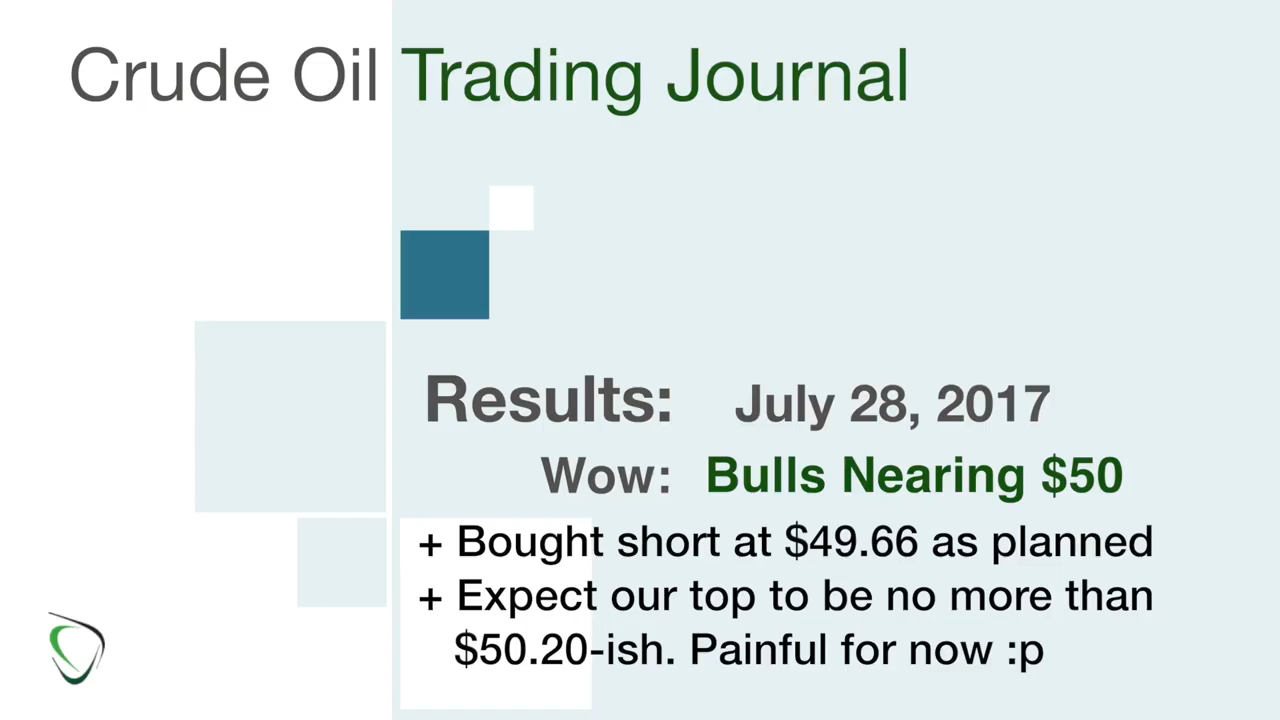 Crude Oil Trading Journal
Results: July 28, 2017
Wow: Bulls Nearing $50
+ Bought short at $49.66 as planned
+ Expect our top to be no more than
$50.20-ish. Painful for now :p